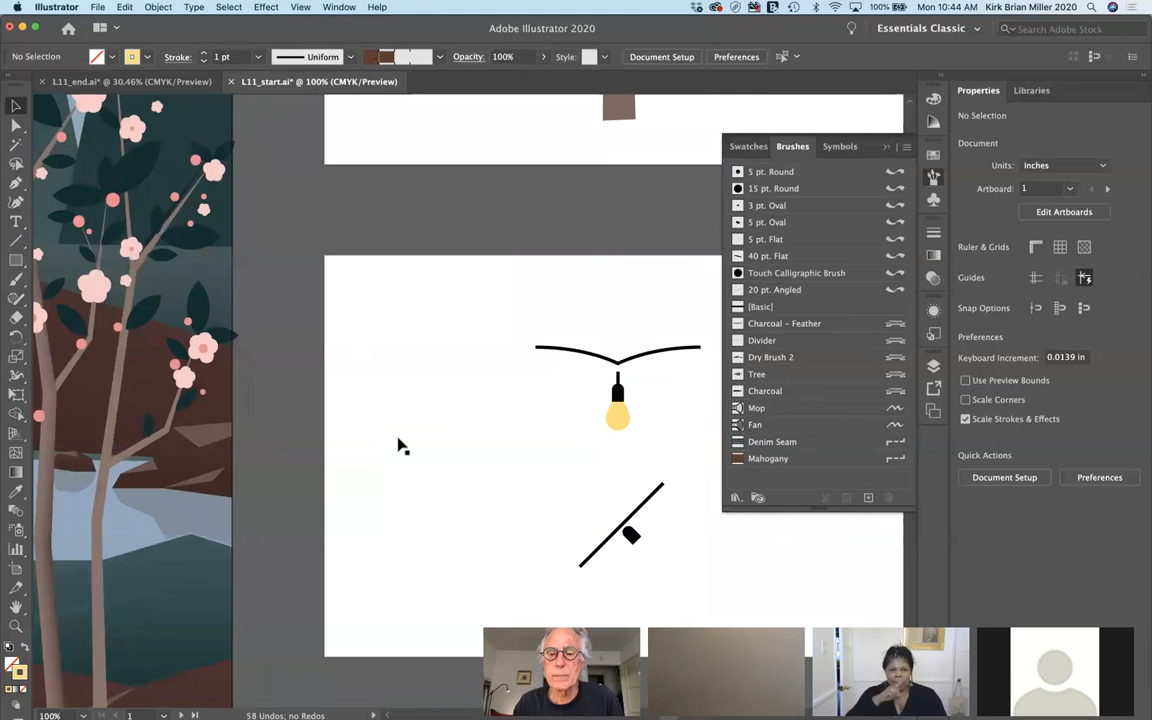 Illustrator File Edit Object Type Select Effect View Window Help 100% Mon 10:44 AM Kirk Brian Miller 2020
Adobe Illustrator 2020 Essentials Classic Search Adobe Stock
No Selection Stroke: 1 pt Uniform Opacity: 100% Style: Document Setup Preferences
L11_end.ai* @ 30.46% (CMYK/Preview) L11_start.ai* @ 100% (CMYK/Preview)
Properties Libraries
No Selection
Document
Units: Inches
Artboard: 1
Edit Artboards
Ruler & Grids
Guides
Snap Options
Preferences
Keyboard Increment: 0.0139 in
Use Preview Bounds
Scale Corners
Scale Strokes & Effects
Quick Actions
Document Setup Preferences
Swatches Brushes Symbols
5 pt. Round
15 pt. Round
3 pt. Oval
5 pt. Oval
5 pt. Flat
40 pt. Flat
Touch Calligraphic Brush
20 pt. Angled
[Basic]
Charcoal - Feather
Divider
Dry Brush 2
Tree
Charcoal
Mop
Fan
Denim Seam
Mahogany
100% 1 58 Undos; no Redos